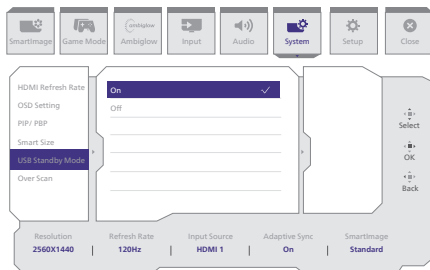 SmartImage
Game Mode
ambiglow
Ambiglow
Input
Audio
System
Setup
Close
HDMI Refresh Rate
OSD Setting
PIP/ PBP
Smart Size
USB Standby Mode
Over Scan
On
Off
Select
OK
Back
Resolution
2560X1440
Refresh Rate
120Hz
Input Source
HDMI 1
Adaptive Sync
On
SmartImage
Standard